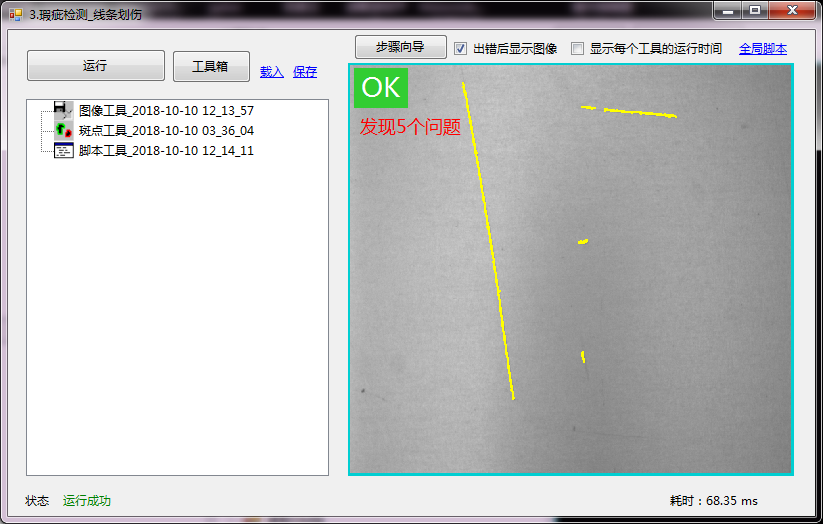 3.瑕疵检测_线条划伤
运行
工具箱
载入
保存
步骤向导
出错后显示图像
显示每个工具的运行时间
全局脚本
图像工具_2018-10-10 12_13_57
斑点工具_2018-10-10 03_36_04
脚本工具_2018-10-10 12_14_11
OK
发现5个问题
状态
运行成功
耗时：68.35 ms